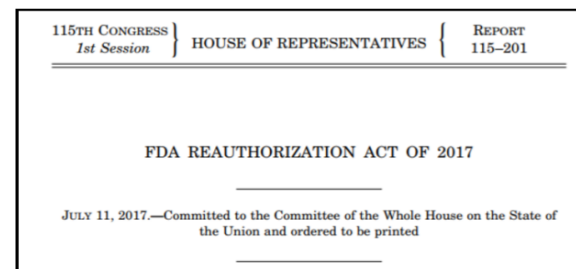 115TH CONGRESS } HOUSE OF REPRESENTATIVES { REPORT
1st Session 115–201
FDA REAUTHORIZATION ACT OF 2017
JULY 11, 2017.—Committed to the Committee of the Whole House on the State of
the Union and ordered to be printed